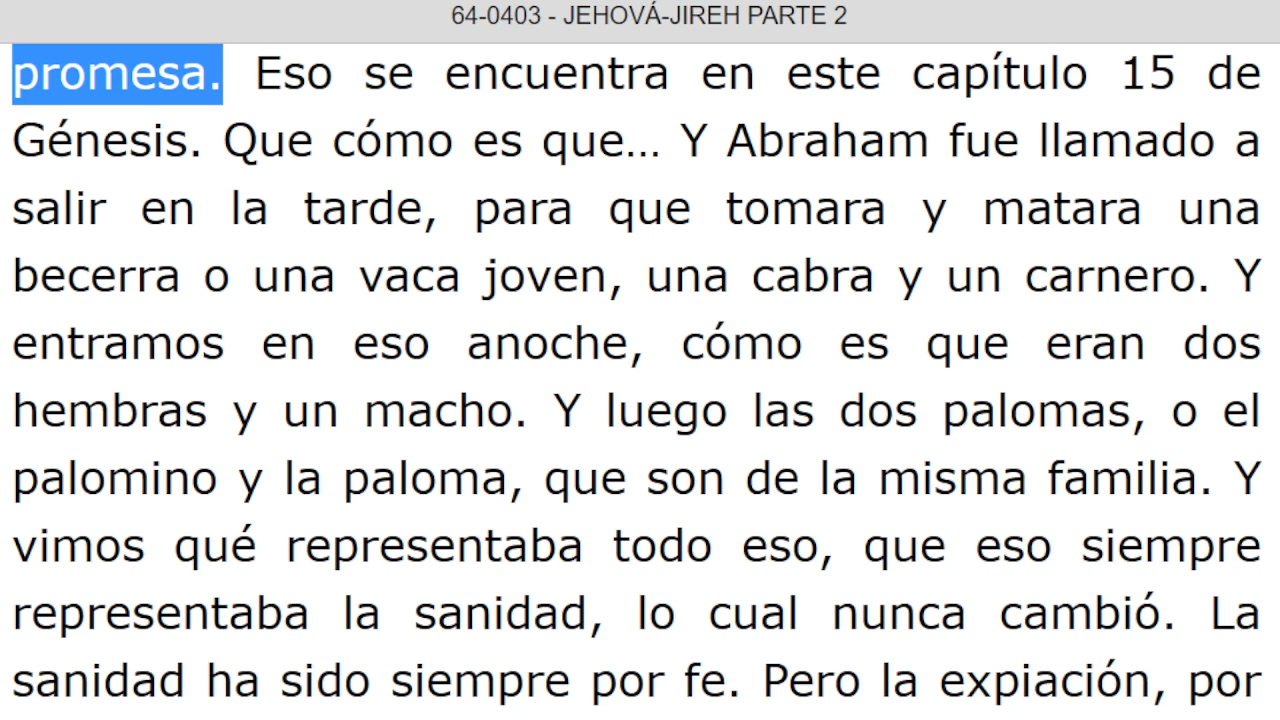 64-0403 - JEHOVÁ-JIREH PARTE 2
promesa. Eso se encuentra en este capítulo 15 de
Génesis. Que cómo es que... Y Abraham fue llamado a
salir en la tarde, para que tomara y matara una
becerra o una vaca joven, una cabra y un carnero. Y
entramos en eso anoche, cómo es que eran dos
hembras y un macho. Y luego las dos palomas, o el
palomino y la paloma, que son de la misma familia. Y
vimos qué representaba todo eso, que eso siempre
representaba la sanidad, lo cual nunca cambió. La
sanidad ha sido siempre por fe. Pero la expiación, por